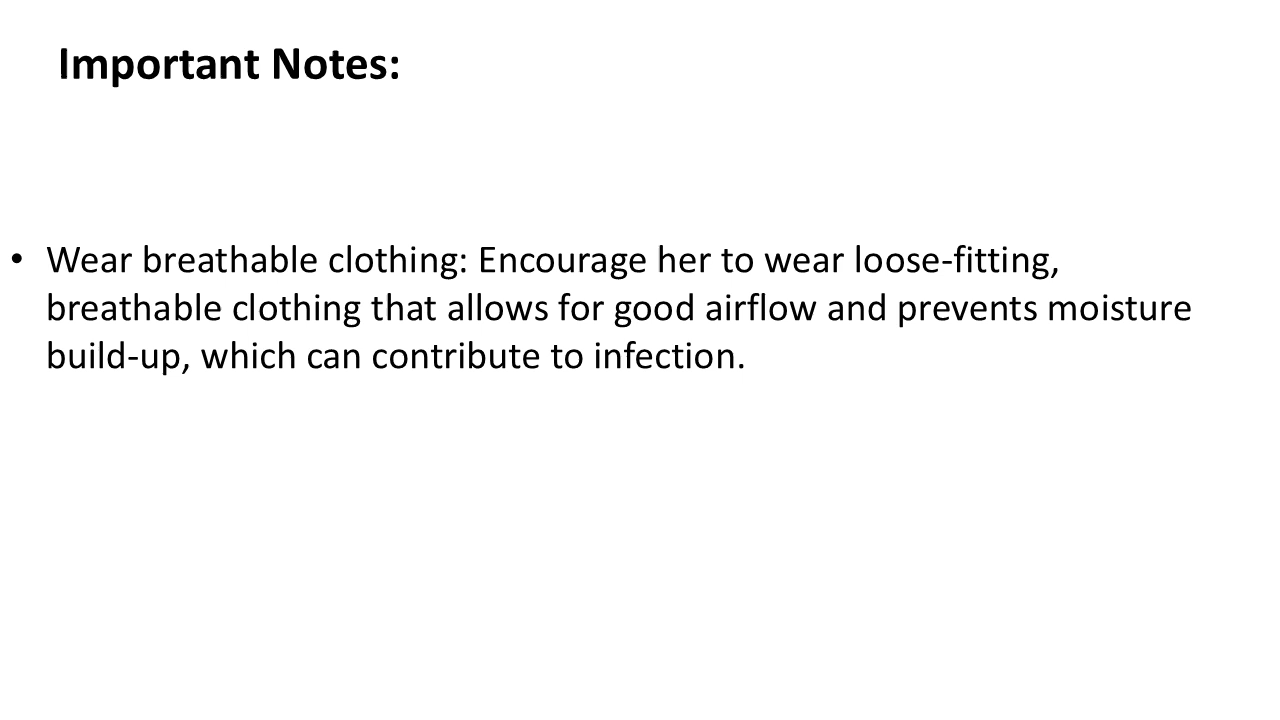 Important Notes:
• Wear breathable clothing: Encourage her to wear loose-fitting,
breathable clothing that allows for good airflow and prevents moisture
build-up, which can contribute to infection.